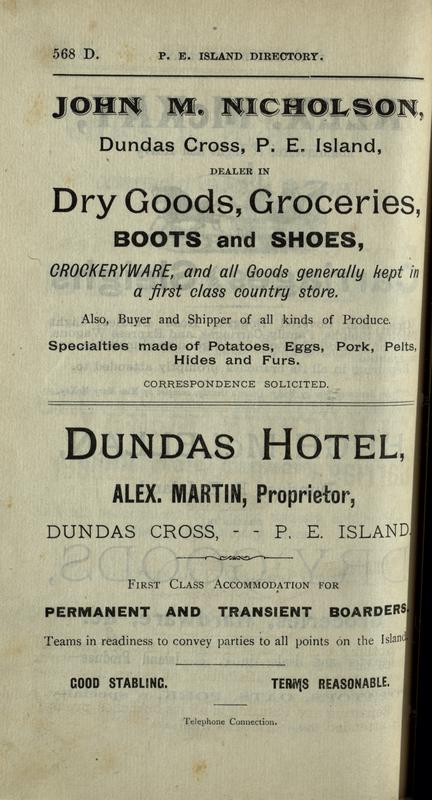 568 D. P. E. ISLAND DIRECTORY.
JOHN M. NICHOLSON,
Dundas Cross, P. E. Island,
DEALER IN
Dry Goods, Groceries,
BOOTS and SHOES,
CROCKERYWARE, and all Goods generally kept in
a first class country store.
Also, Buyer and Shipper of all kinds of Produce.
Specialties made of Potatoes, Eggs, Pork, Pelts,
Hides and Furs.
CORRESPONDENCE SOLICITED.
DUNDAS HOTEL,
ALEX. MARTIN, Proprietor,
DUNDAS CROSS, - - P. E. ISLAND.
FIRST CLASS ACCOMMODATION FOR
PERMANENT AND TRANSIENT BOARDERS.
Teams in readiness to convey parties to all points on the Island.
GOOD STABLING. TERMS REASONABLE.
Telephone Connection.